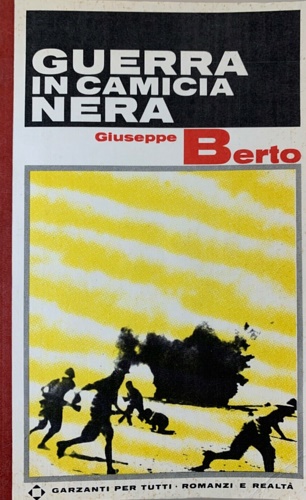 GUERRA
IN CAMICIA
NERA
Giuseppe Berto
GARZANTI PER TUTTI · ROMANZI E REALTÀ